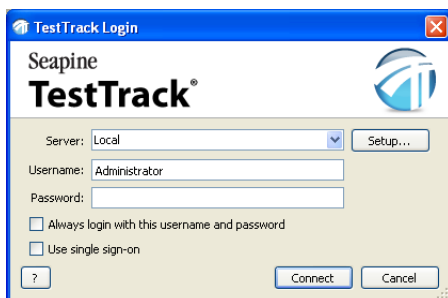 TestTrack Login
Seapine
TestTrack®
Server: Local Setup...
Username: Administrator
Password:
Always login with this username and password
Use single sign-on
? Connect Cancel